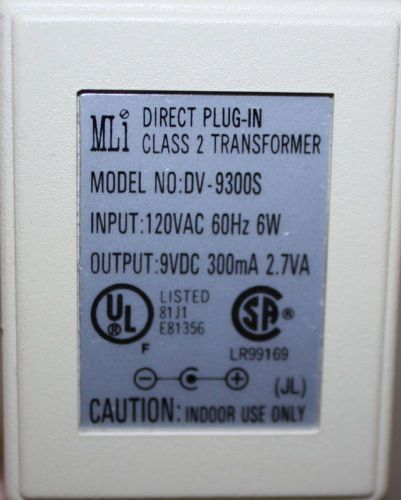 MLi DIRECT PLUG-IN
CLASS 2 TRANSFORMER
MODEL NO:DV-9300S
INPUT:120VAC 60Hz 6W
OUTPUT:9VDC 300mA 2.7VA
UL LISTED
81J1
E81356
F
SA ®
LR99169
(JL)
CAUTION: INDOOR USE ONLY